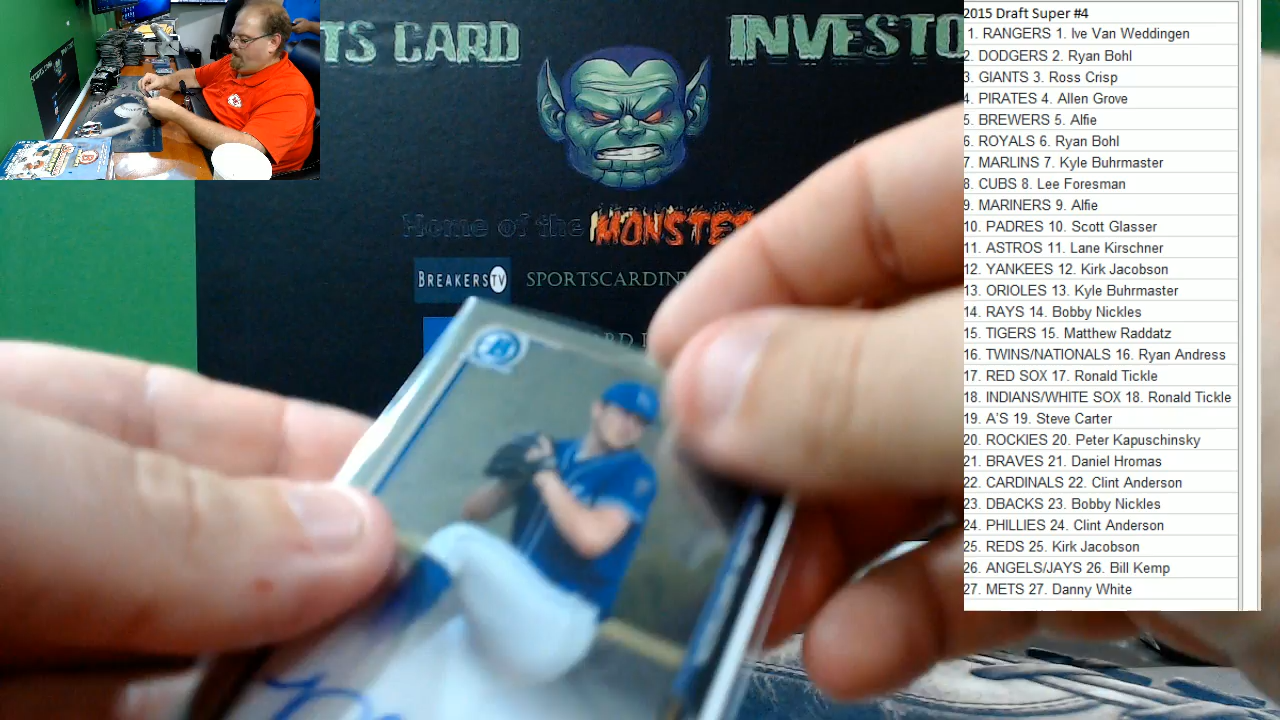 TS CARD
INVESTO
Home of the MONSTE
BREAKERSTV
SPORTSCARDIN
RD I
2015 Draft Super #4
1. RANGERS 1. Ive Van Weddingen
2. DODGERS 2. Ryan Bohl
3. GIANTS 3. Ross Crisp
4. PIRATES 4. Allen Grove
5. BREWERS 5. Alfie
6. ROYALS 6. Ryan Bohl
7. MARLINS 7. Kyle Buhrmaster
8. CUBS 8. Lee Foresman
9. MARINERS 9. Alfie
10. PADRES 10. Scott Glasser
11. ASTROS 11. Lane Kirschner
12. YANKEES 12. Kirk Jacobson
13. ORIOLES 13. Kyle Buhrmaster
14. RAYS 14. Bobby Nickles
15. TIGERS 15. Matthew Raddatz
16. TWINS/NATIONALS 16. Ryan Andress
17. RED SOX 17. Ronald Tickle
18. INDIANS/WHITE SOX 18. Ronald Tickle
19. A'S 19. Steve Carter
20. ROCKIES 20. Peter Kapuschinsky
21. BRAVES 21. Daniel Hromas
22. CARDINALS 22. Clint Anderson
23. DBACKS 23. Bobby Nickles
24. PHILLIES 24. Clint Anderson
25. REDS 25. Kirk Jacobson
26. ANGELS/JAYS 26. Bill Kemp
27. METS 27. Danny White